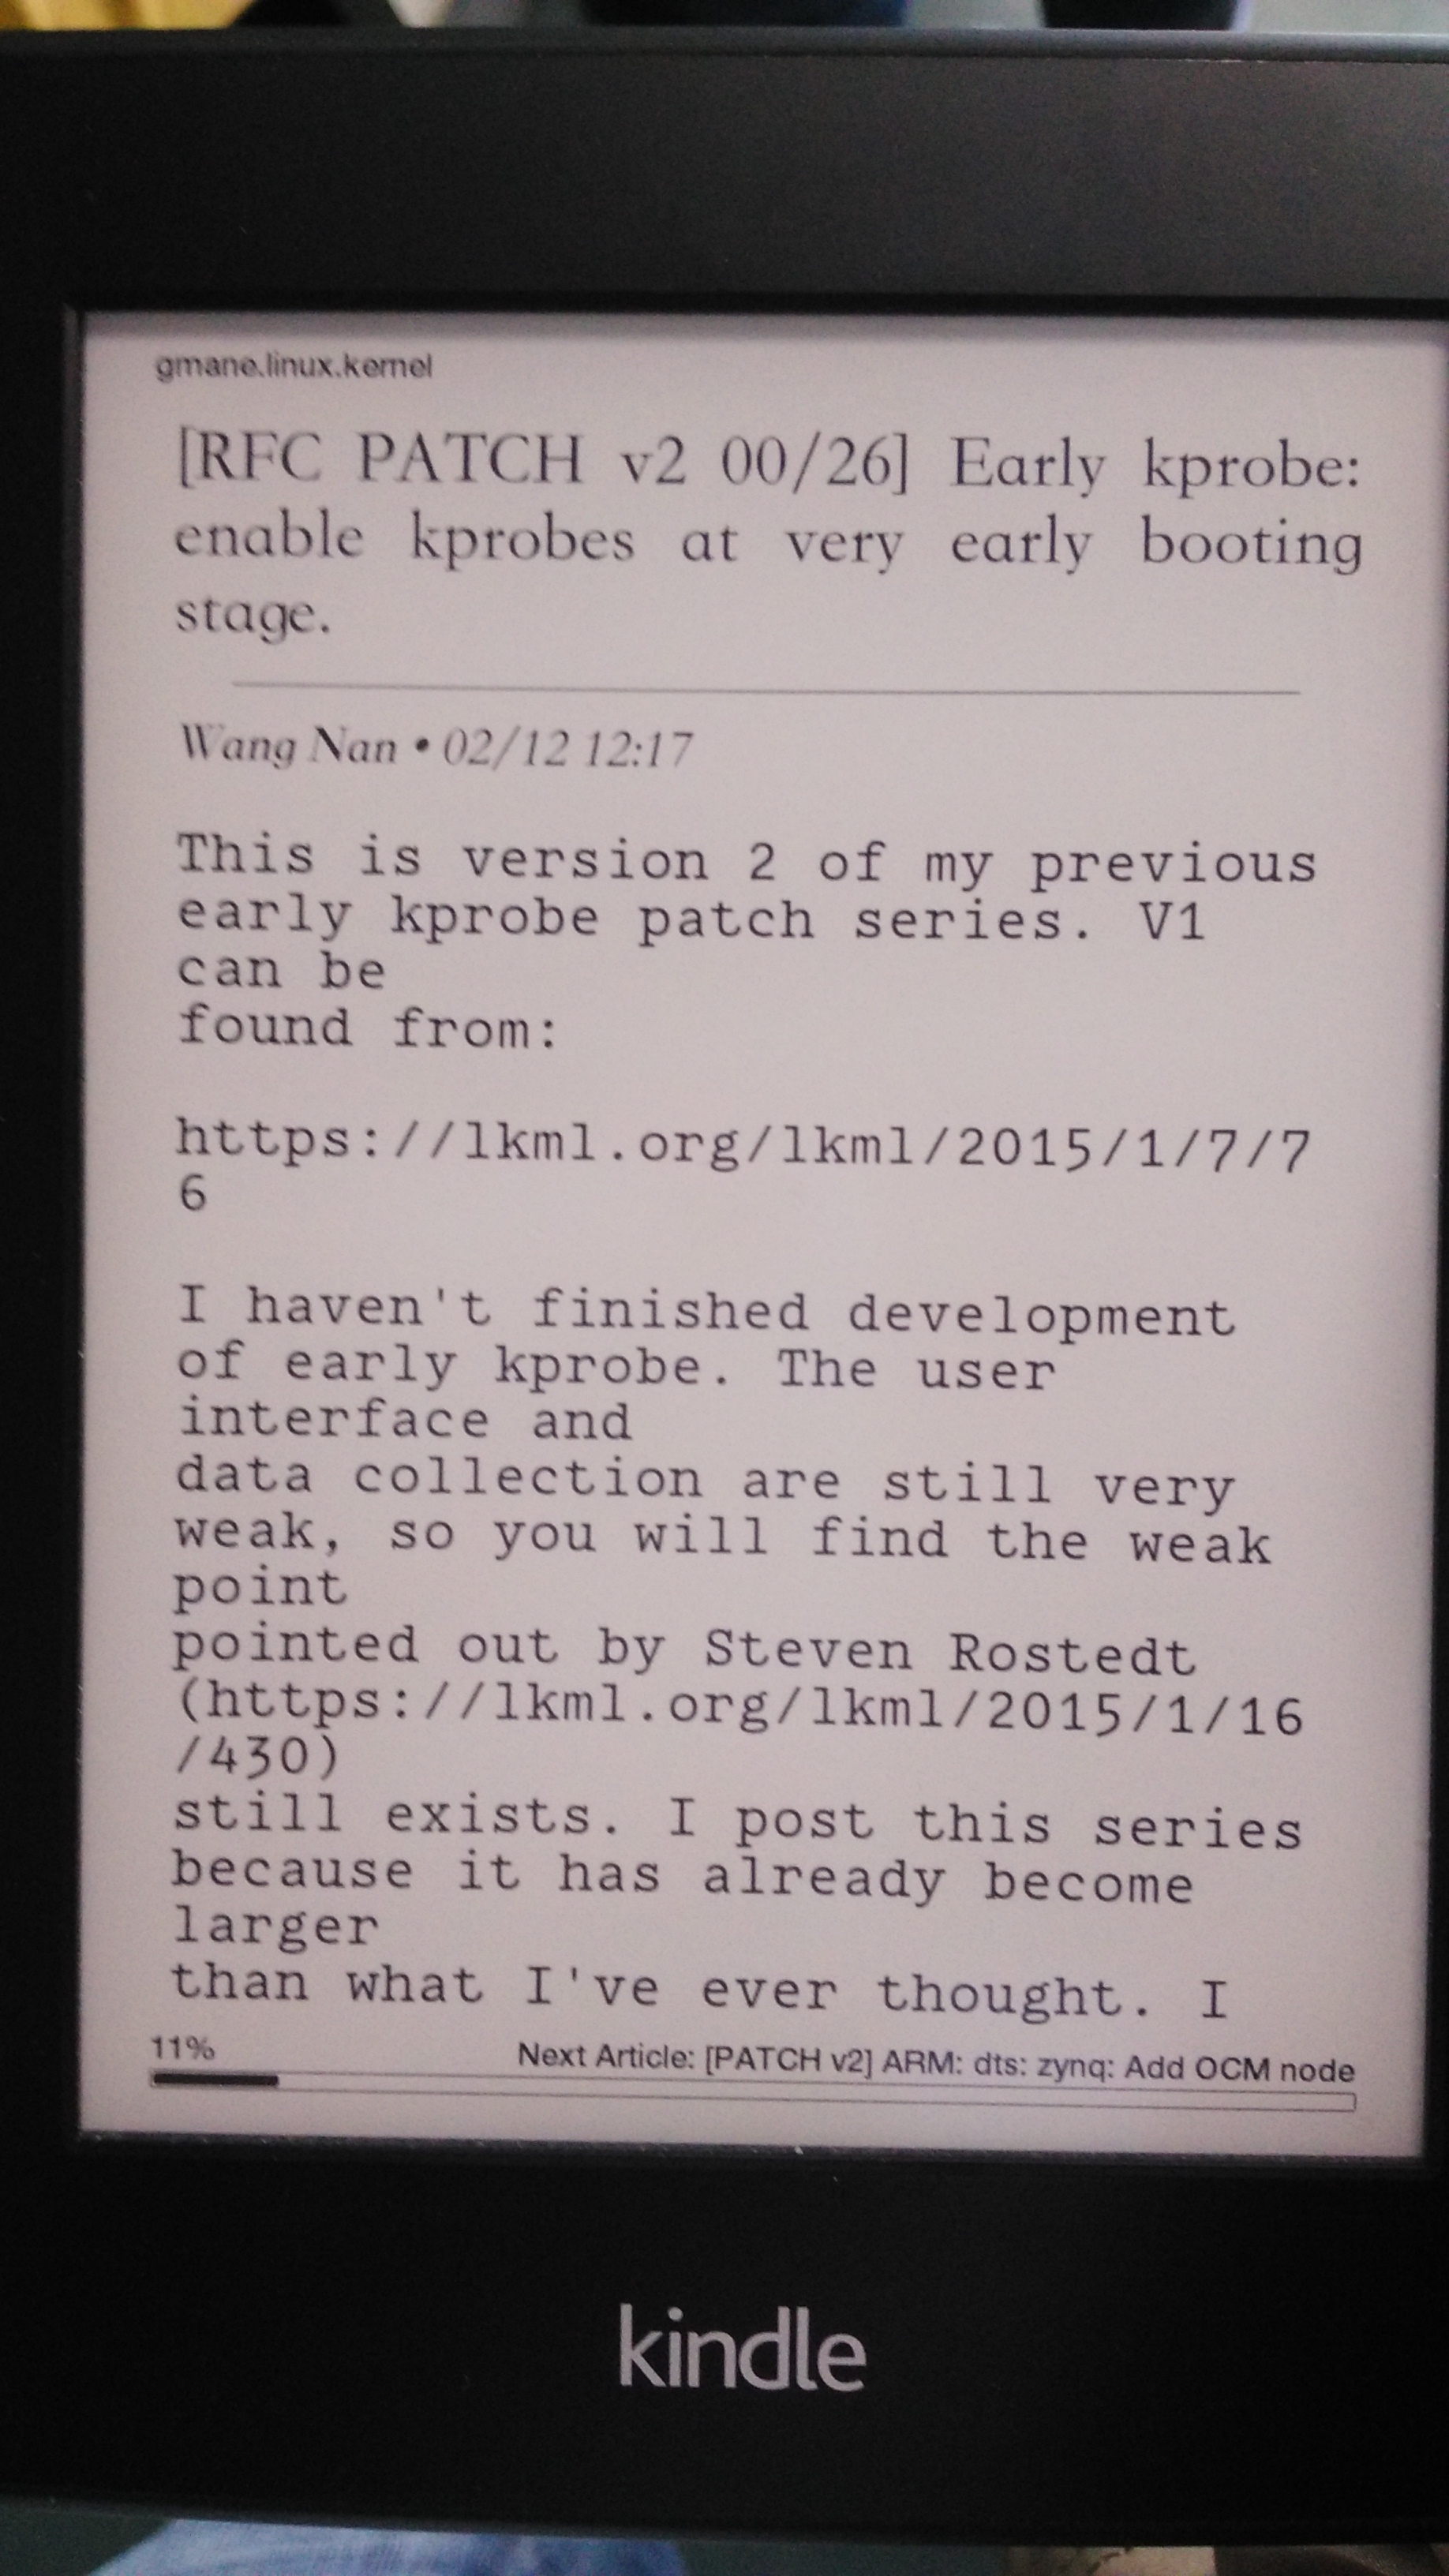 gmane.linux.kernel
[RFC PATCH v2 00/26] Early kprobe:
enable kprobes at very early booting
stage.
Wang Nan • 02/12 12:17
This is version 2 of my previous
early kprobe patch series. V1
can be
found from:
https://lkml.org/lkml/2015/1/7/7
6
I haven't finished development
of early kprobe. The user
interface and
data collection are still very
weak, so you will find the weak
point
pointed out by Steven Rostedt
(https://lkml.org/lkml/2015/1/16
/430)
still exists. I post this series
because it has already become
larger
than what I've ever thought. I
11% Next Article: [PATCH v2] ARM: dts: zynq: Add OCM node
kindle